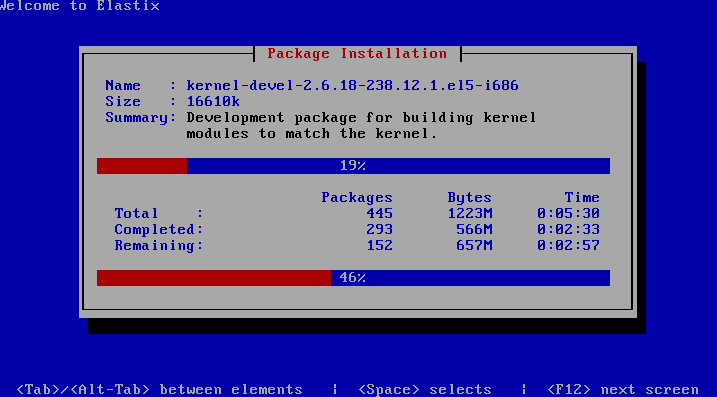 Welcome to Elastix
Package Installation
Name : kernel-devel-2.6.18-238.12.1.el5-i686
Size : 16610k
Summary: Development package for building kernel
modules to match the kernel.
19%
Packages Bytes Time
Total : 445 1223M 0:05:30
Completed: 293 566M 0:02:33
Remaining: 152 657M 0:02:57
46%
<Tab>/<Alt-Tab> between elements | <Space> selects | <F12> next screen